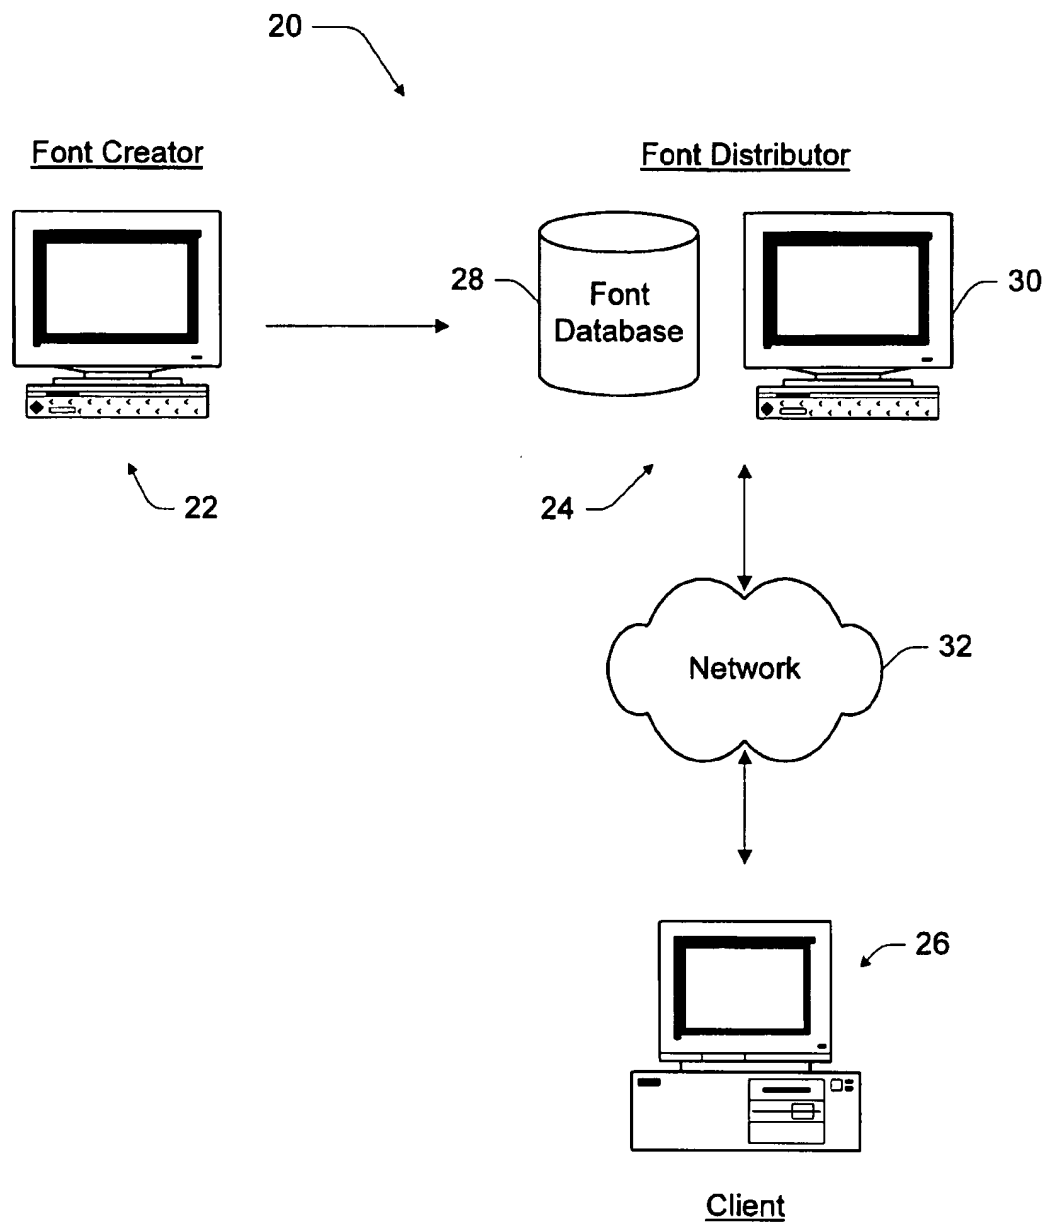 20
Font Creator
Font Distributor
28
Font
Database
30
22
24
Network
32
26
Client